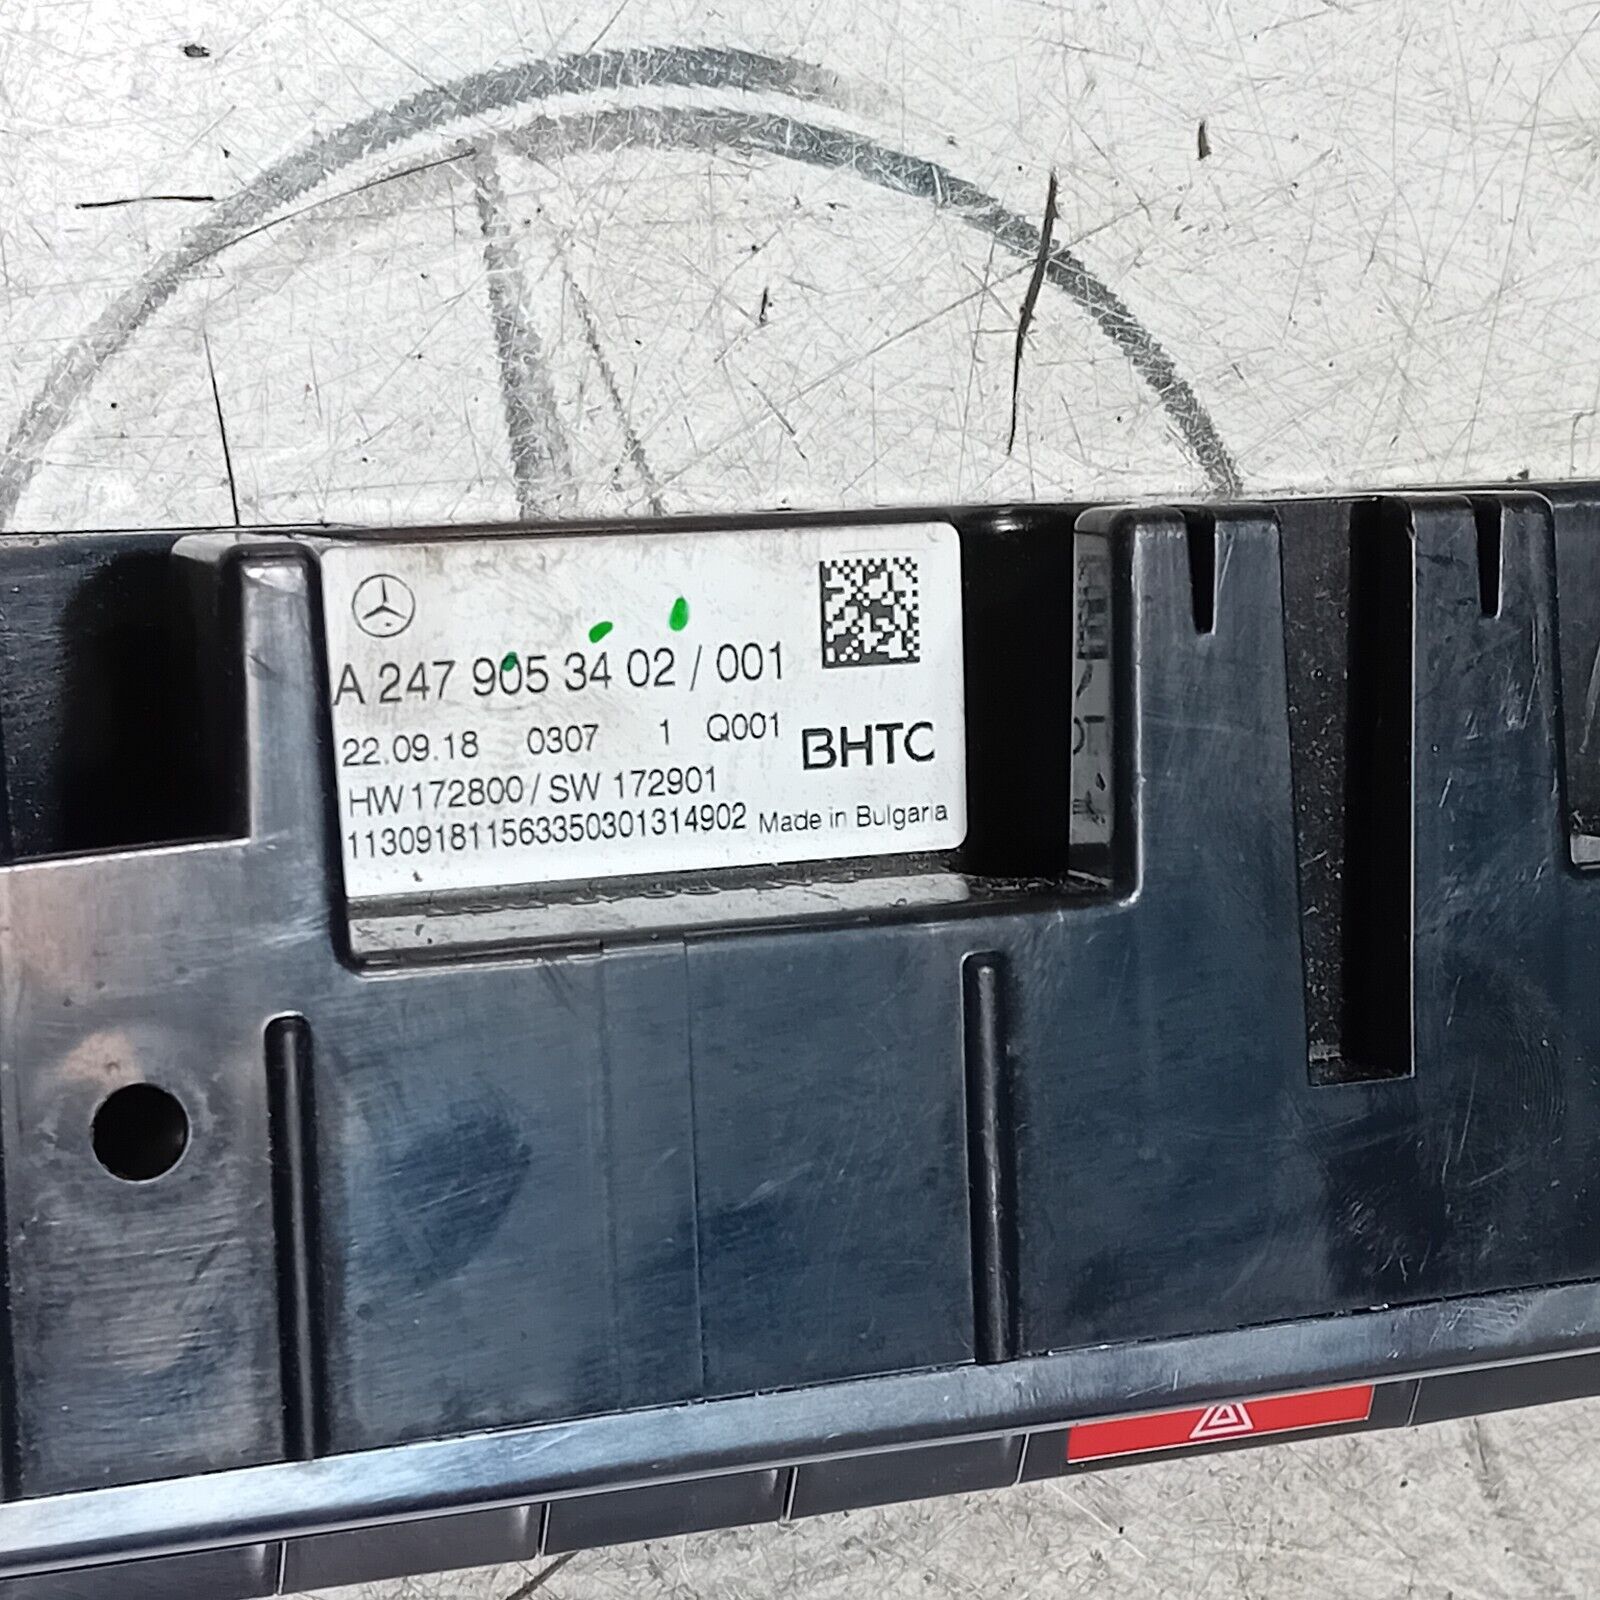 A 247 905 34 02 / 001
22.09.18 0307 1 Q001
BHTC
HW 172800 / SW 172901
113091811563350301314902 Made in Bulgaria